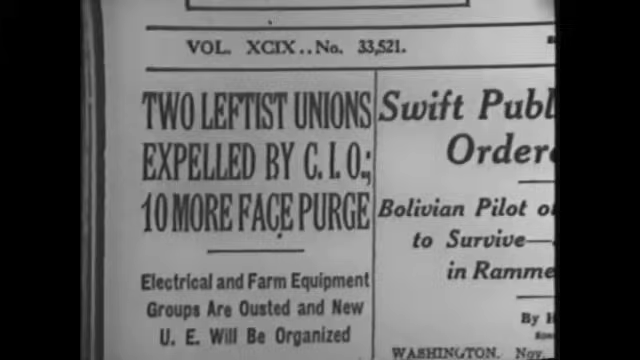 VOL. XCIX..No. 33,521.
TWO LEFTIST UNIONS
EXPELLED BY C. I. O.;
10 MORE FACE PURGE
Electrical and Farm Equipment
Groups Are Ousted and New
U. E. Will Be Organized
Swift Publ
Ordere
Bolivian Pilot o
to Survive—
in Ramme
By H
WASHINGTON, Nov.